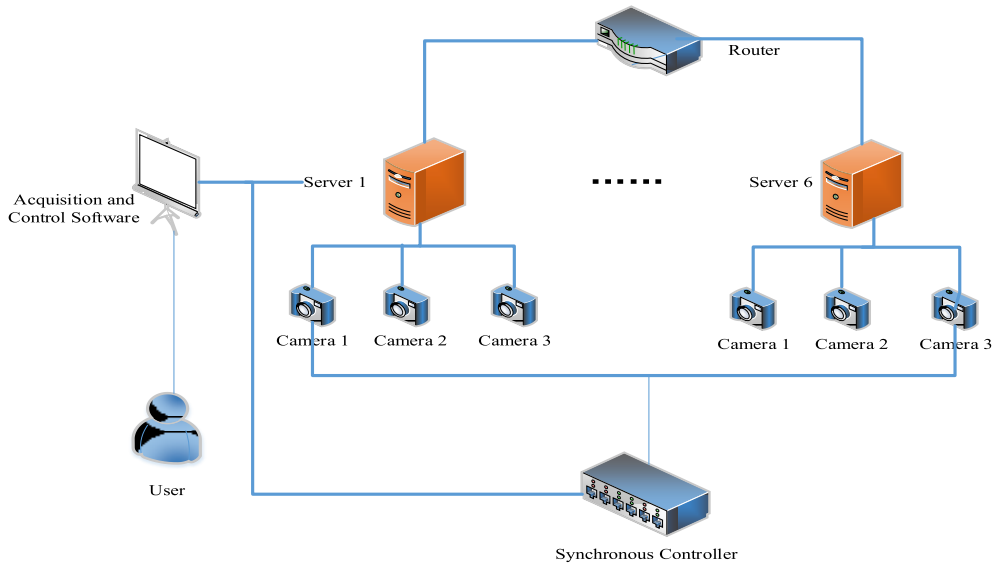 Router
Server 1
Server 6
Acquisition and
Control Software
Camera 1
Camera 2
Camera 3
Camera 1
Camera 2
Camera 3
User
Synchronous Controller